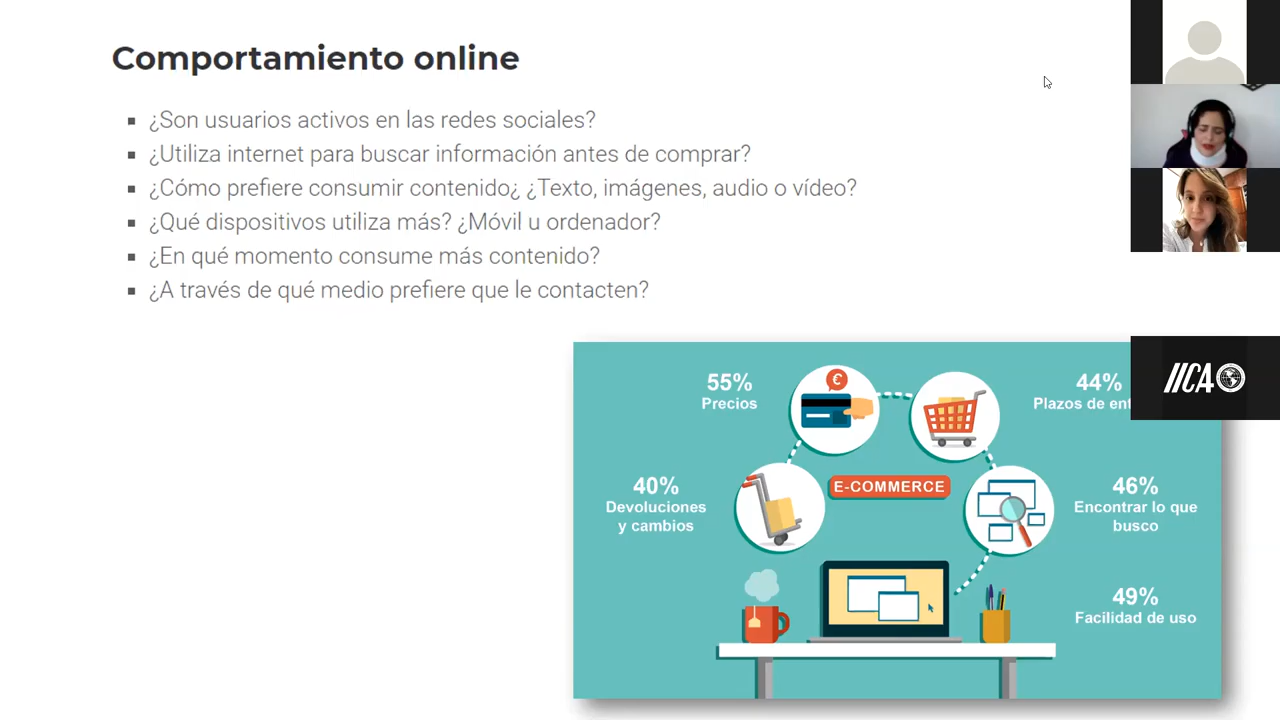 Comportamiento online
¿Son usuarios activos en las redes sociales?
¿Utiliza internet para buscar información antes de comprar?
¿Cómo prefiere consumir contenido¿ ¿Texto, imágenes, audio o vídeo?
¿Qué dispositivos utiliza más? ¿Móvil u ordenador?
¿En qué momento consume más contenido?
¿A través de qué medio prefiere que le contacten?
55%
Precios
€
44%
Plazos de
IICA
40%
Devoluciones
y cambios
E-COMMERCE
46%
Encontrar lo que
busco
49%
Facilidad de uso